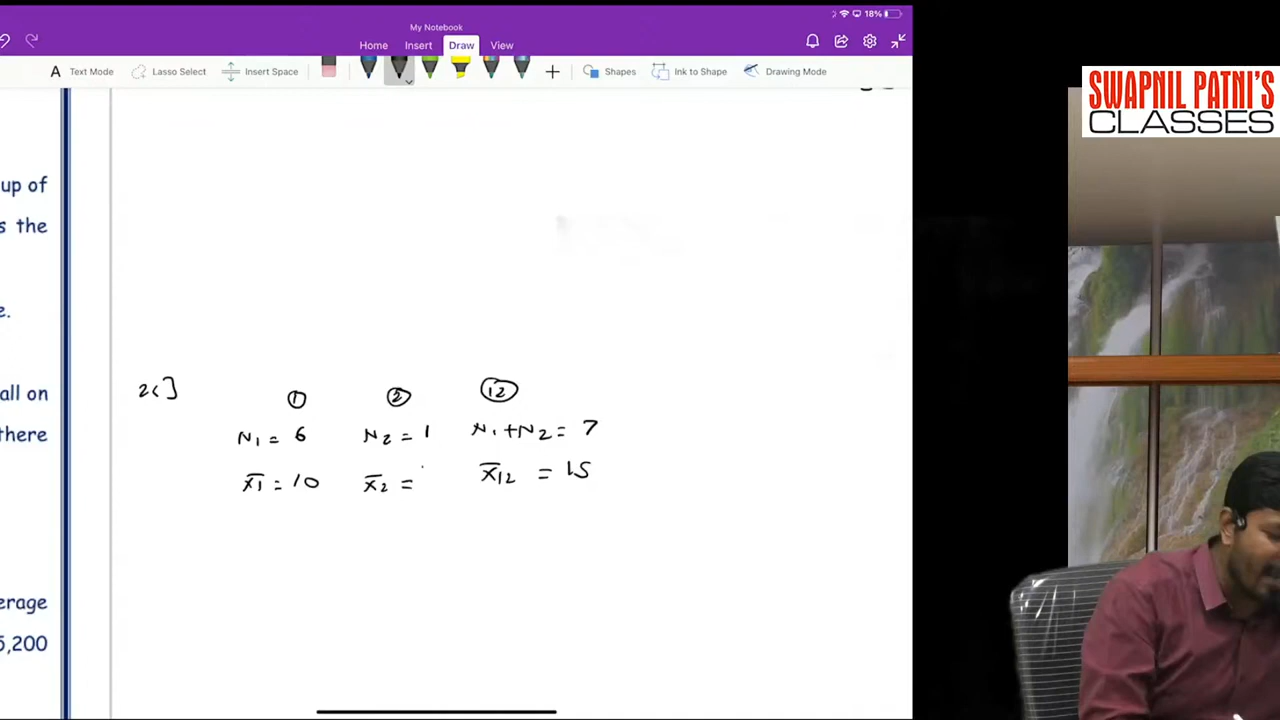 18%
My Notebook
Home Insert Draw View
Text Mode Lasso Select Insert Space Shapes Ink to Shape Drawing Mode
SWAPNIL PATNI'S
CLASSES
up of
s the
e.
all on
there
erage
5,200
① ② ⑫
N1 = 6 N2 = 1 N1+N2 = 7
x̄1 = 10 x̄2 = x̄12 = 15